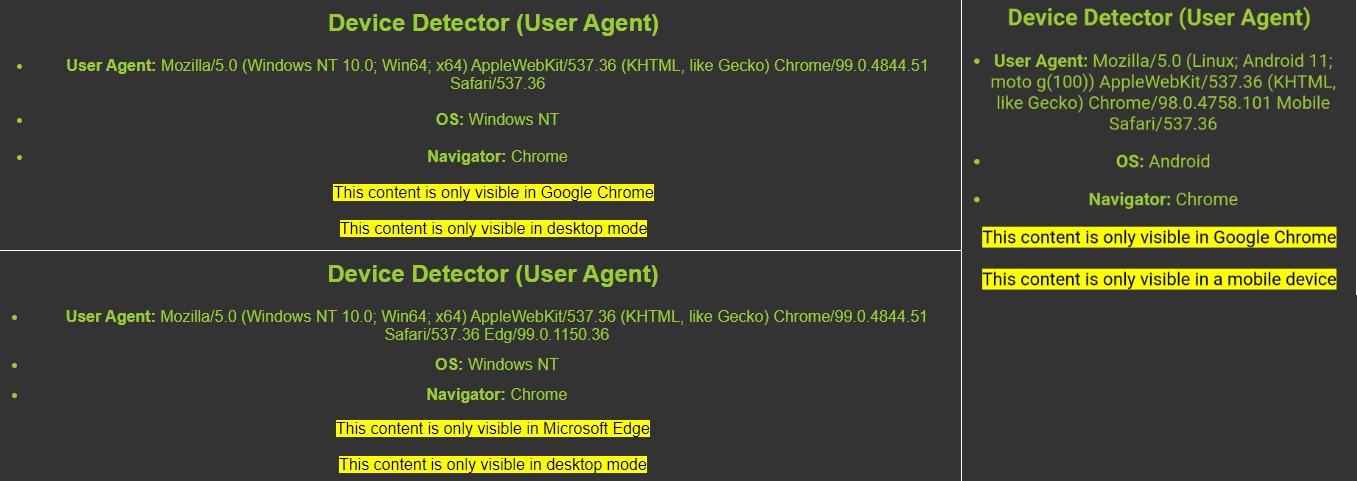 Device Detector (User Agent)
User Agent: Mozilla/5.0 (Windows NT 10.0; Win64; x64) AppleWebKit/537.36 (KHTML, like Gecko) Chrome/99.0.4844.51
Safari/537.36
OS: Windows NT
Navigator: Chrome
This content is only visible in Google Chrome
This content is only visible in desktop mode
Device Detector (User Agent)
User Agent: Mozilla/5.0 (Windows NT 10.0; Win64; x64) AppleWebKit/537.36 (KHTML, like Gecko) Chrome/99.0.4844.51
Safari/537.36 Edg/99.0.1150.36
OS: Windows NT
Navigator: Chrome
This content is only visible in Microsoft Edge
This content is only visible in desktop mode
Device Detector (User Agent)
User Agent: Mozilla/5.0 (Linux; Android 11;
moto g(100)) AppleWebKit/537.36 (KHTML,
like Gecko) Chrome/98.0.4758.101 Mobile
Safari/537.36
OS: Android
Navigator: Chrome
This content is only visible in Google Chrome
This content is only visible in a mobile device